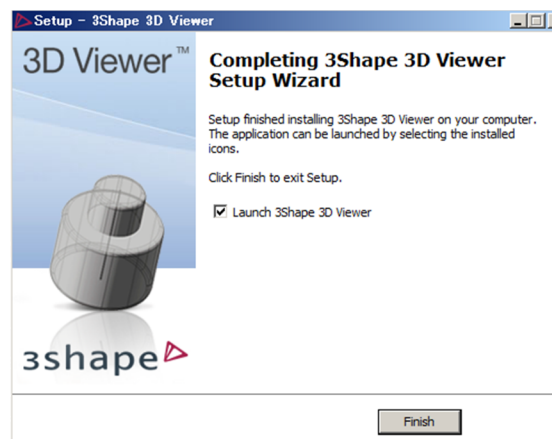 Setup - 3Shape 3D Viewer
3D Viewer™
Completing 3Shape 3D Viewer
Setup Wizard
Setup finished installing 3Shape 3D Viewer on your computer.
The application can be launched by selecting the installed
icons.
Click Finish to exit Setup.
Launch 3Shape 3D Viewer
3shape
Finish